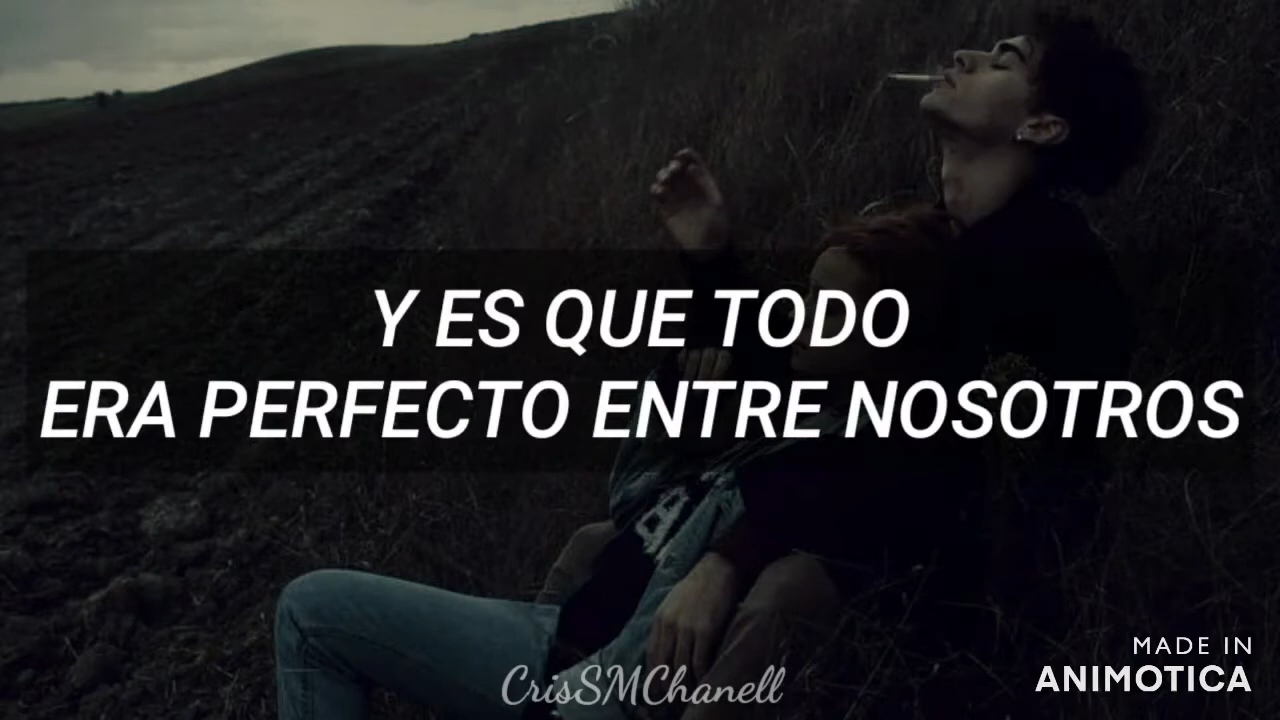 Y ES QUE TODO
ERA PERFECTO ENTRE NOSOTROS
MADE IN
ANIMOTICA
CrisSMChanell